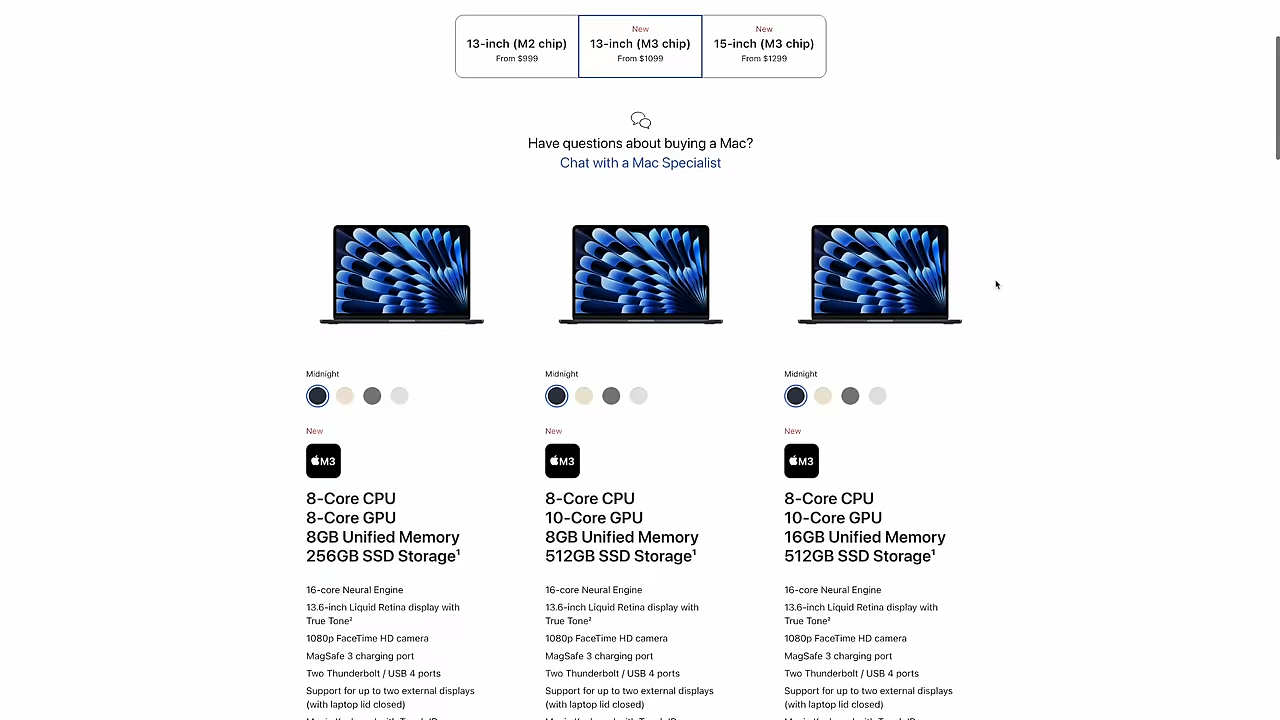 New
New
13-inch (M2 chip)
13-inch (M3 chip)
15-inch (M3 chip)
From $999
From $1099
From $1299
Have questions about buying a Mac?
Chat with a Mac Specialist
Midnight
New
M3
8-Core CPU
8-Core GPU
8GB Unified Memory
256GB SSD Storage¹
16-core Neural Engine
13.6-inch Liquid Retina display with
True Tone²
1080p FaceTime HD camera
MagSafe 3 charging port
Two Thunderbolt / USB 4 ports
Support for up to two external displays
(with laptop lid closed)
Midnight
New
M3
8-Core CPU
10-Core GPU
8GB Unified Memory
512GB SSD Storage¹
16-core Neural Engine
13.6-inch Liquid Retina display with
True Tone²
1080p FaceTime HD camera
MagSafe 3 charging port
Two Thunderbolt / USB 4 ports
Support for up to two external displays
(with laptop lid closed)
Midnight
New
M3
8-Core CPU
10-Core GPU
16GB Unified Memory
512GB SSD Storage¹
16-core Neural Engine
13.6-inch Liquid Retina display with
True Tone²
1080p FaceTime HD camera
MagSafe 3 charging port
Two Thunderbolt / USB 4 ports
Support for up to two external displays
(with laptop lid closed)